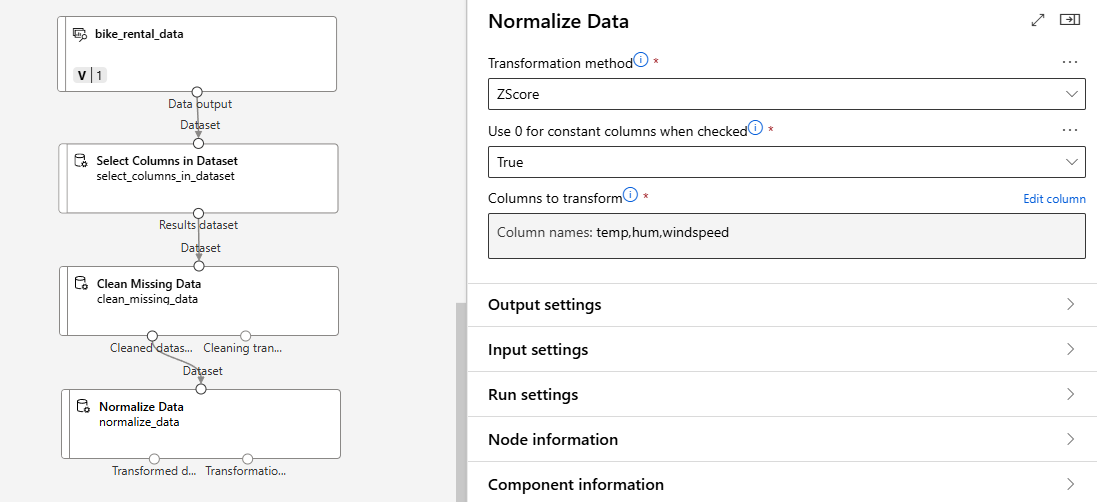 bike_rental_data
V | 1
Data output
Dataset
Select Columns in Dataset
select_columns_in_dataset
Results dataset
Dataset
Clean Missing Data
clean_missing_data
Cleaned datas... Cleaning tran...
Dataset
Normalize Data
normalize_data
Transformed d... Transformatio...
Normalize Data
Transformation method *
ZScore
Use 0 for constant columns when checked *
True
Columns to transform * Edit column
Column names: temp,hum,windspeed
Output settings
Input settings
Run settings
Node information
Component information